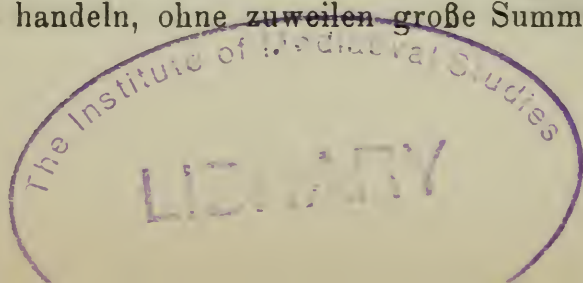 handeln, ohne zuweilen große Summ
The Institute of Mediaeval Studies
LIBRARY